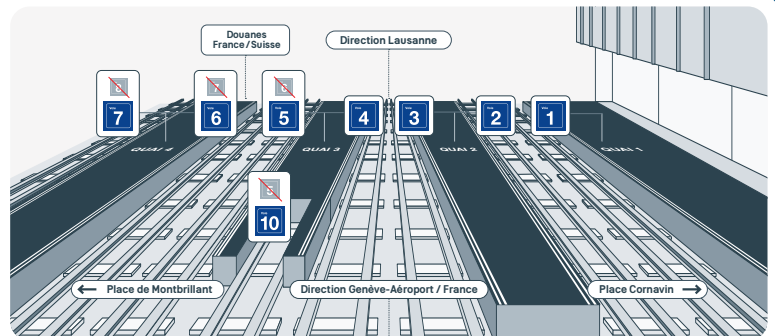 Douanes
France/Suisse
Direction Lausanne
7
6
5
4
3
2
1
QUAI 4
QUAI 3
QUAI 2
QUAI 1
10
← Place de Montbrillant
Direction Genève-Aéroport / France
Place Cornavin →